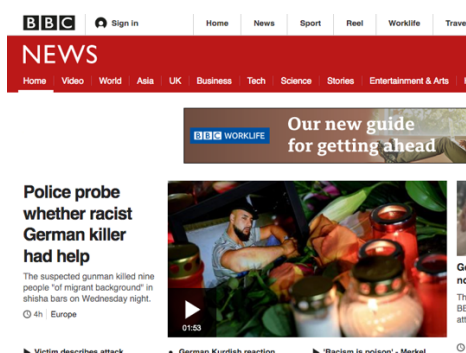 BBC Sign in Home News Sport Reel Worklife Trave
NEWS
Home Video World Asia UK Business Tech Science Stories Entertainment & Arts
BBC WORKLIFE
Our new guide
for getting ahead
Police probe
whether racist
German killer
had help
The suspected gunman killed nine
people "of migrant background" in
shisha bars on Wednesday night.
4h Europe
01:53
Victim describes attack
German Kurdish reaction
'Racism is poison' - Merkel